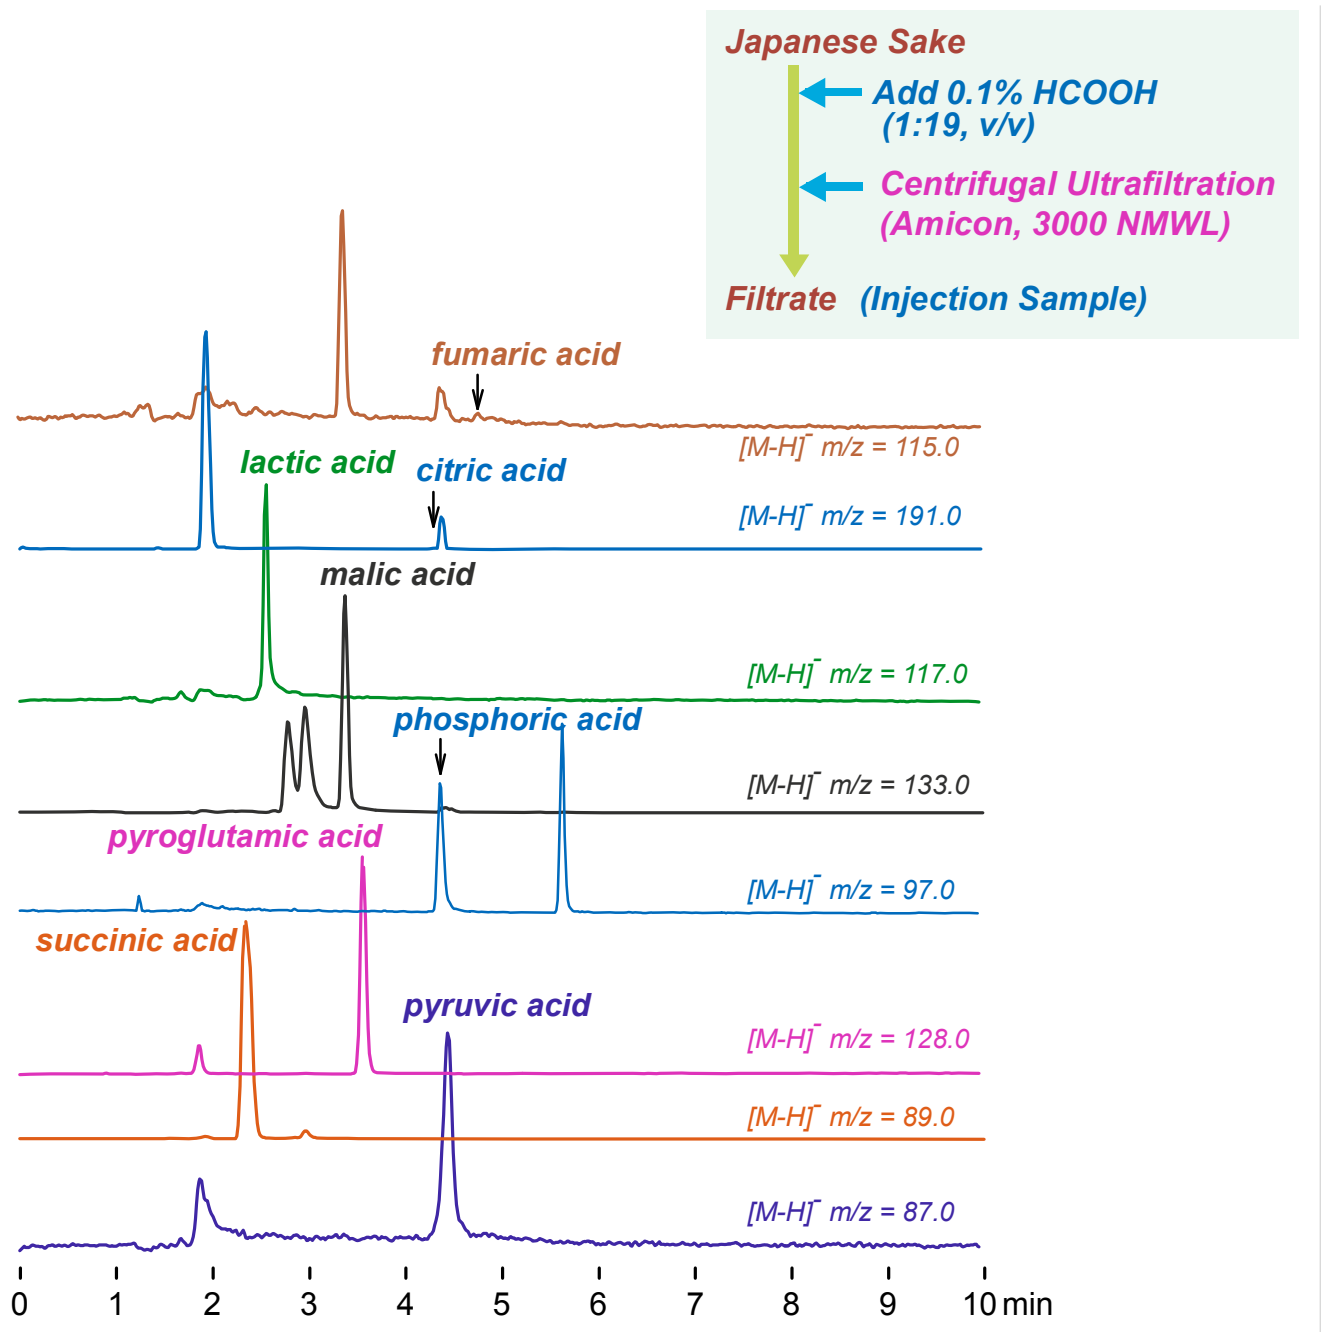 Japanese Sake
Add 0.1% HCOOH
(1:19, v/v)
Centrifugal Ultrafiltration
(Amicon, 3000 NMWL)
Filtrate (Injection Sample)
fumaric acid
[M-H]⁻ m/z = 115.0
lactic acid
citric acid
[M-H]⁻ m/z = 191.0
malic acid
[M-H]⁻ m/z = 117.0
phosphoric acid
[M-H]⁻ m/z = 133.0
pyroglutamic acid
[M-H]⁻ m/z = 97.0
succinic acid
pyruvic acid
[M-H]⁻ m/z = 128.0
[M-H]⁻ m/z = 89.0
[M-H]⁻ m/z = 87.0
0 1 2 3 4 5 6 7 8 9 10 min